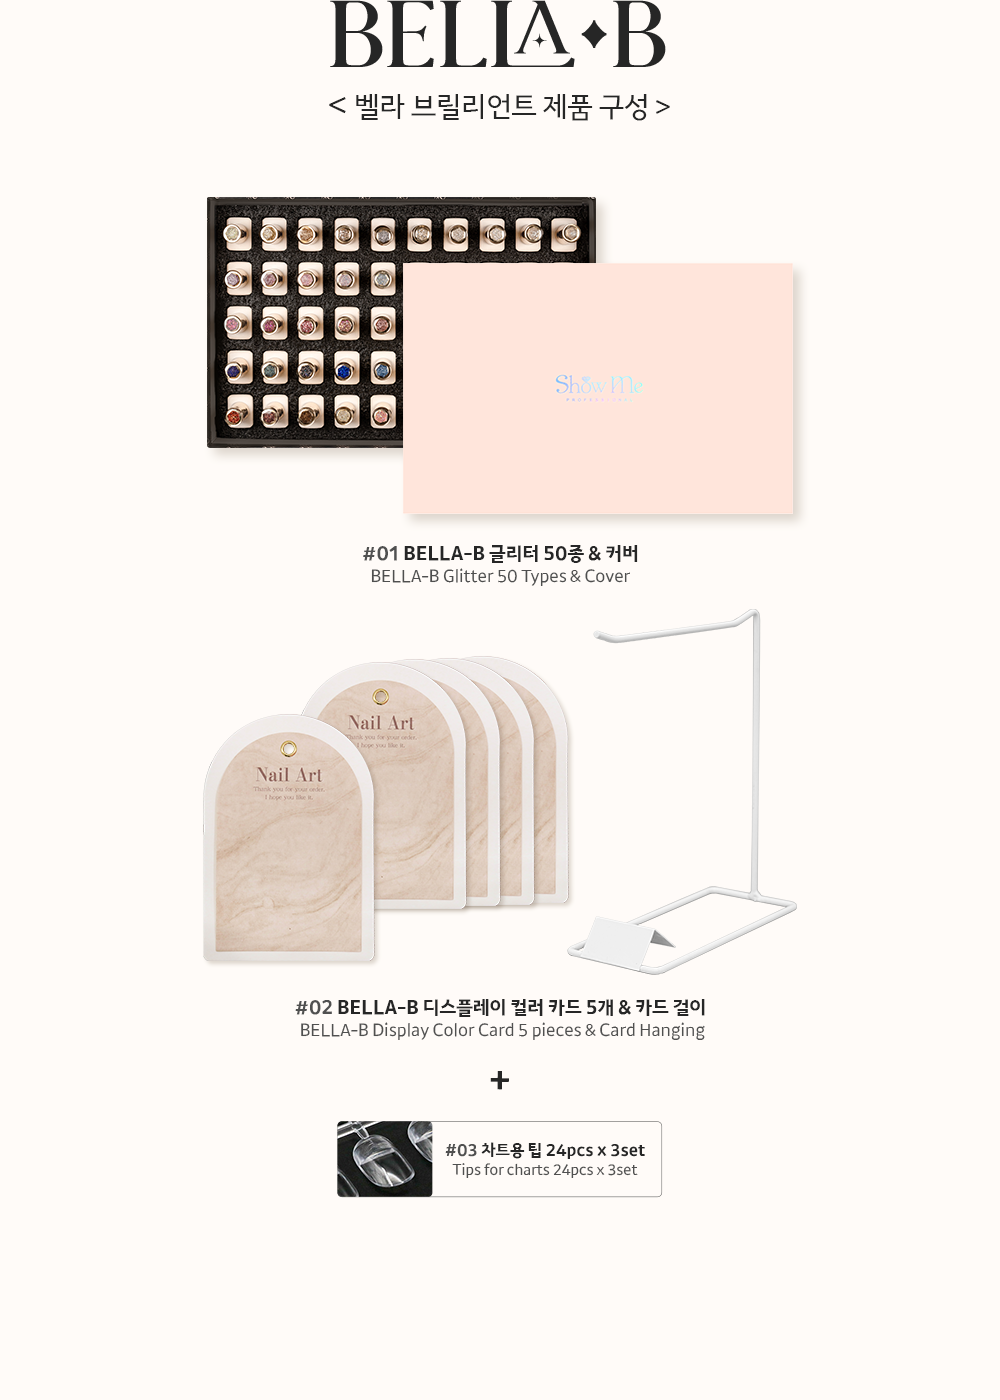 BELLA B
< 벨라 브릴리언트 제품 구성 >
Show Me
PROFESSIONAL
#01 BELLA-B 글리터 50종 & 커버
BELLA-B Glitter 50 Types & Cover
Nail Art
Thank you for your order.
I hope you like it.
Nail Art
Thank you for your order.
I hope you like it.
#02 BELLA-B 디스플레이 컬러 카드 5개 & 카드 걸이
BELLA-B Display Color Card 5 pieces & Card Hanging
+
#03 차트용 팁 24pcs x 3set
Tips for charts 24pcs x 3set